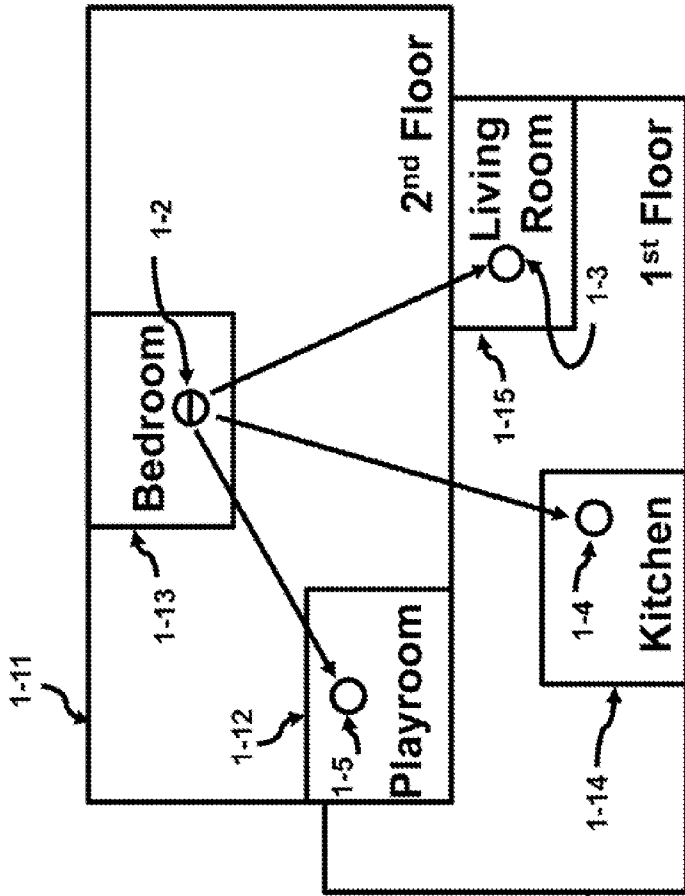 1-11
Bedroom
1-13
1-2
1-12
1-5
Playroom
2nd Floor
Living
Room
1-15
1-4
1-3
1-14
Kitchen
1st Floor